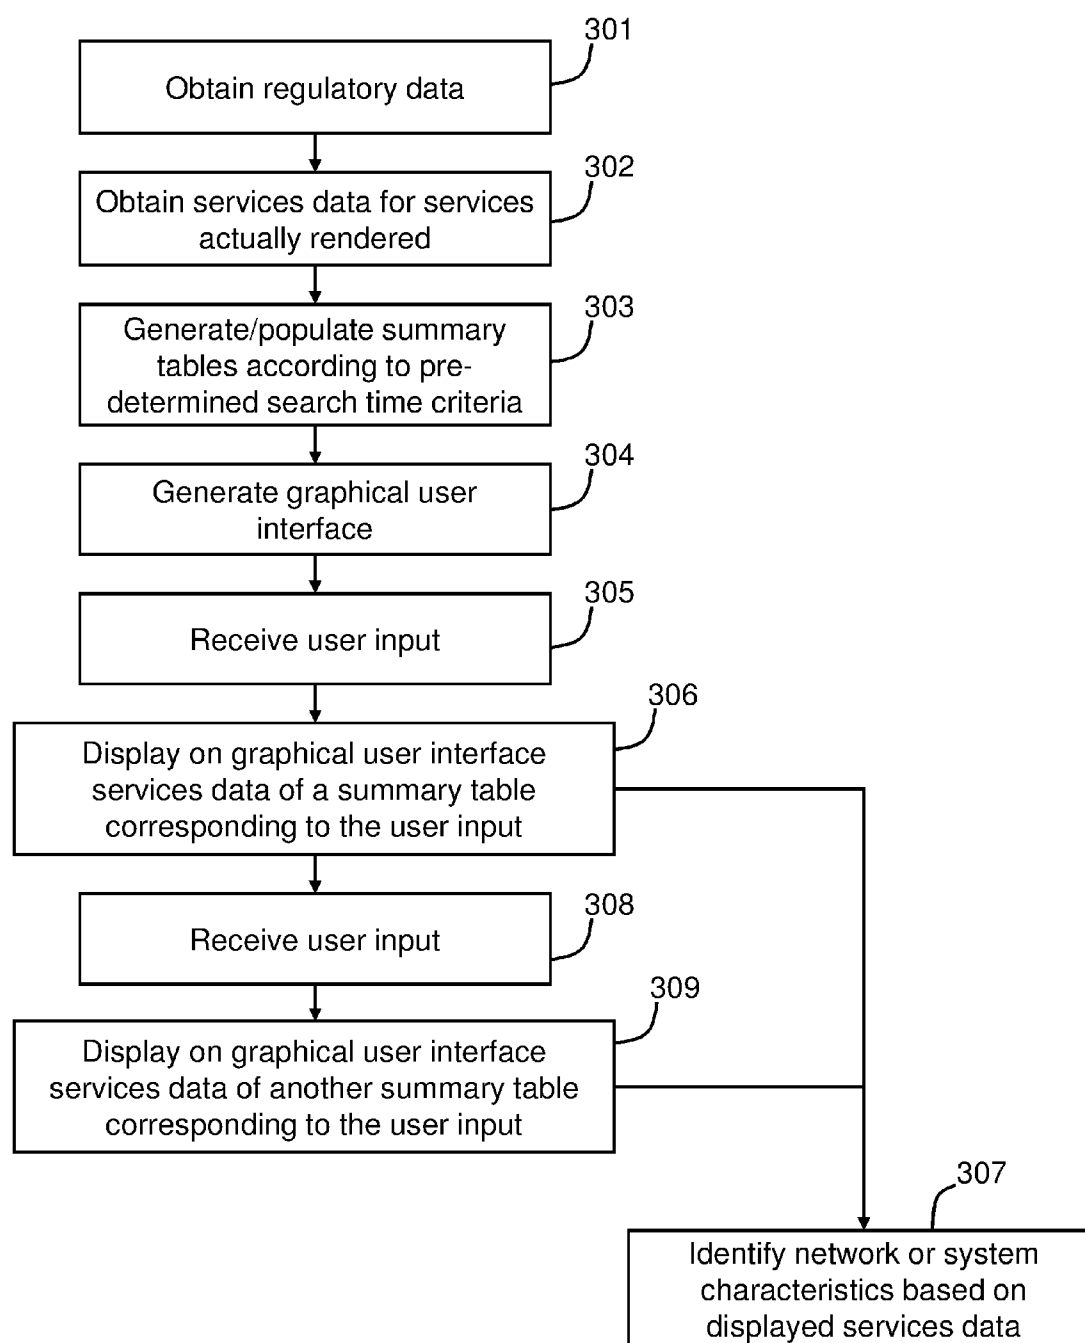 301
Obtain regulatory data
302
Obtain services data for services
actually rendered
303
Generate/populate summary
tables according to pre-
determined search time criteria
304
Generate graphical user
interface
305
Receive user input
306
Display on graphical user interface
services data of a summary table
corresponding to the user input
308
Receive user input
309
Display on graphical user interface
services data of another summary table
corresponding to the user input
307
Identify network or system
characteristics based on
displayed services data